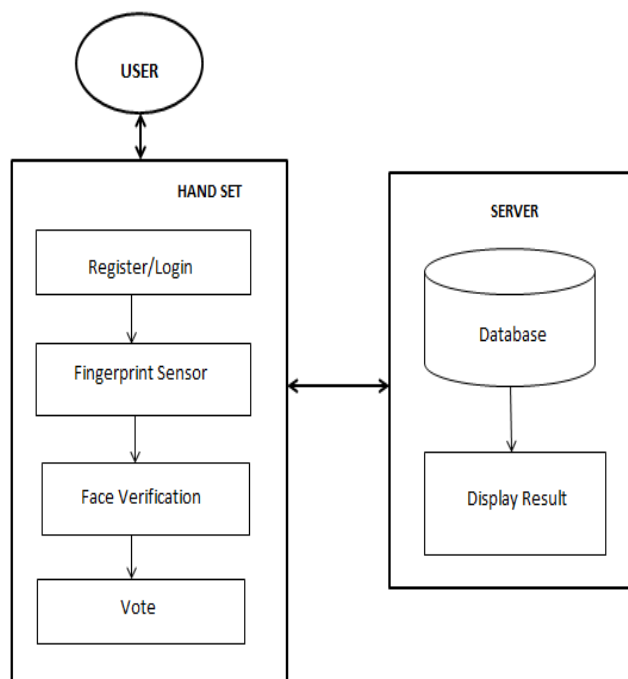 USER
HAND SET
Register/Login
Fingerprint Sensor
Face Verification
Vote
SERVER
Database
Display Result